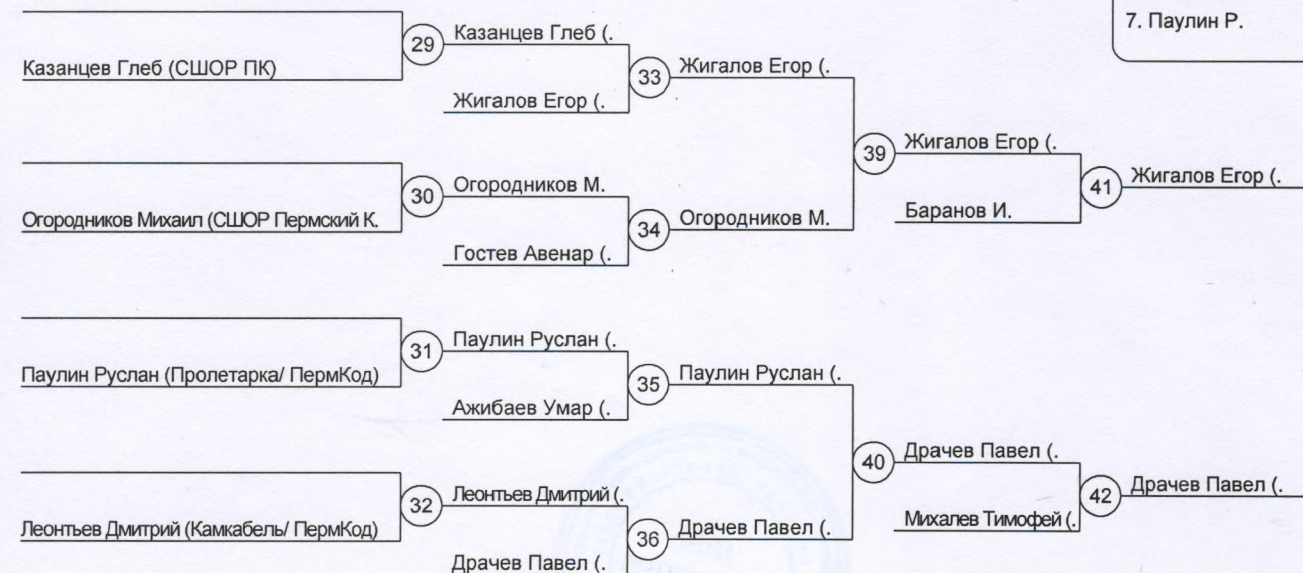 7. Паулин Р.
29
Казанцев Глеб (.
Казанцев Глеб (СШОР ПК)
33
Жигалов Егор (.
Жигалов Егор (.
39
Жигалов Егор (.
41
Жигалов Егор (.
30
Огородников М.
Огородников Михаил (СШОР Пермский К.
34
Огородников М.
Баранов И.
Гостев Авенар (.
31
Паулин Руслан (.
Паулин Руслан (Пролетарка/ ПермКод)
35
Паулин Руслан (.
Ажибаев Умар (.
40
Драчев Павел (.
42
Драчев Павел (.
32
Леонтьев Дмитрий (.
Леонтьев Дмитрий (Камкабель/ ПермКод)
36
Драчев Павел (.
Михалев Тимофей (.
Драчев Павел (.